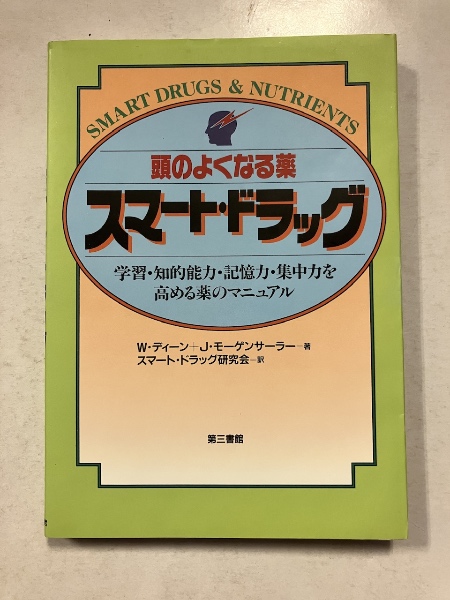 SMART DRUGS & NUTRIENTS
頭のよくなる薬
スマート・ドラッグ
学習・知的能力・記憶力・集中力を
高める薬のマニュアル
W・ディーン+J・モーゲンサーラー―著
スマート・ドラッグ研究会―訳
第三書館